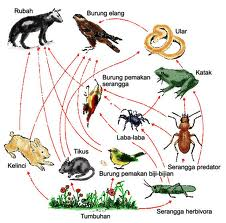 Rubah
Burung elang
Ular
Burung pemakan
serangga
Katak
Laba-laba
Serangga predator
Kelinci
Tikus
Burung pemakan biji-bijian
Tumbuhan
Serangga herbivora